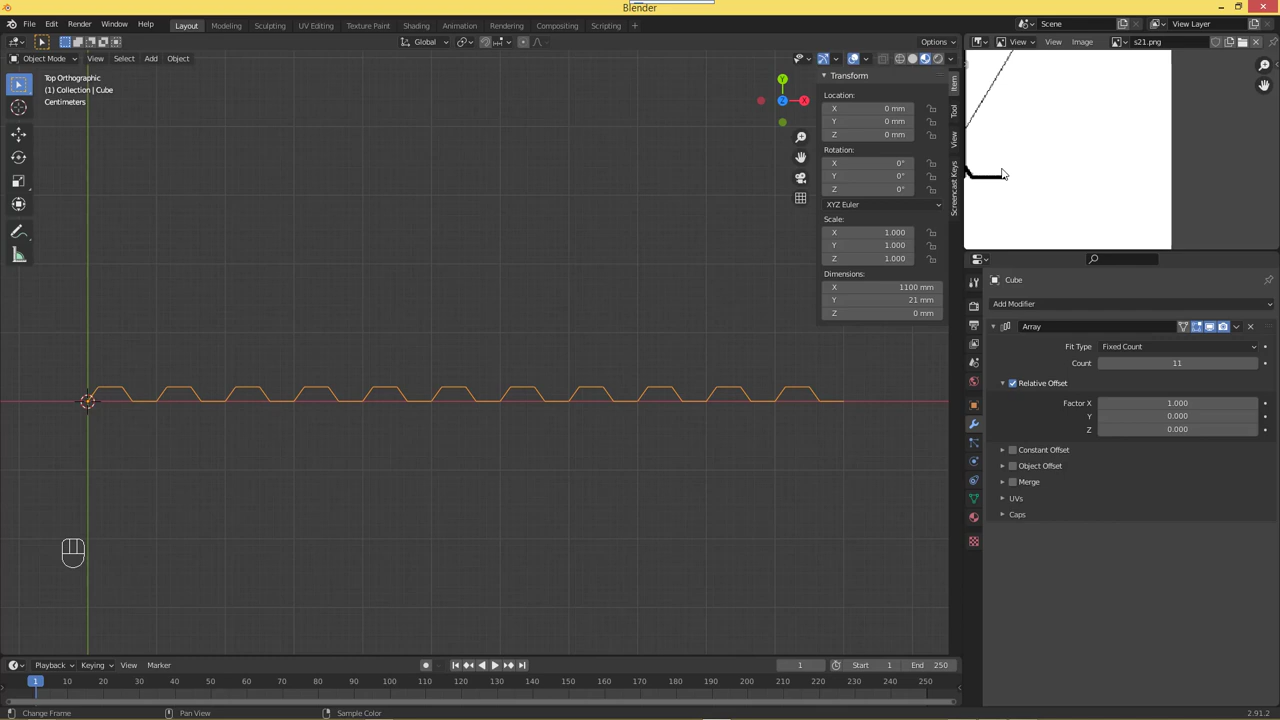 Blender
File Edit Render Window Help Layout Modeling Sculpting UV Editing Texture Paint Shading Animation Rendering Compositing Scripting Scene View Layer
Global Options View View Image s21.png
Object Mode View Select Add Object
Top Orthographic
(1) Collection | Cube
Centimeters
Y
Z
X
Transform
Location:
X 0 mm
Y 0 mm
Z 0 mm
Rotation:
X 0°
Y 0°
Z 0°
XYZ Euler
Scale:
X 1.000
Y 1.000
Z 1.000
Dimensions:
X 1100 mm
Y 21 mm
Z 0 mm
Item
Tool
View
Screencast Keys
Cube
Add Modifier
Array
Fit Type Fixed Count
Count 11
Relative Offset
Factor X 1.000
Y 0.000
Z 0.000
Constant Offset
Object Offset
Merge
UVs
Caps
Playback Keying View Marker 1 Start 1 End 250
1 10 20 30 40 50 60 70 80 90 100 110 120 130 140 150 160 170 180 190 200 210 220 230 240 250
Change Frame Pan View Sample Color 2.91.2